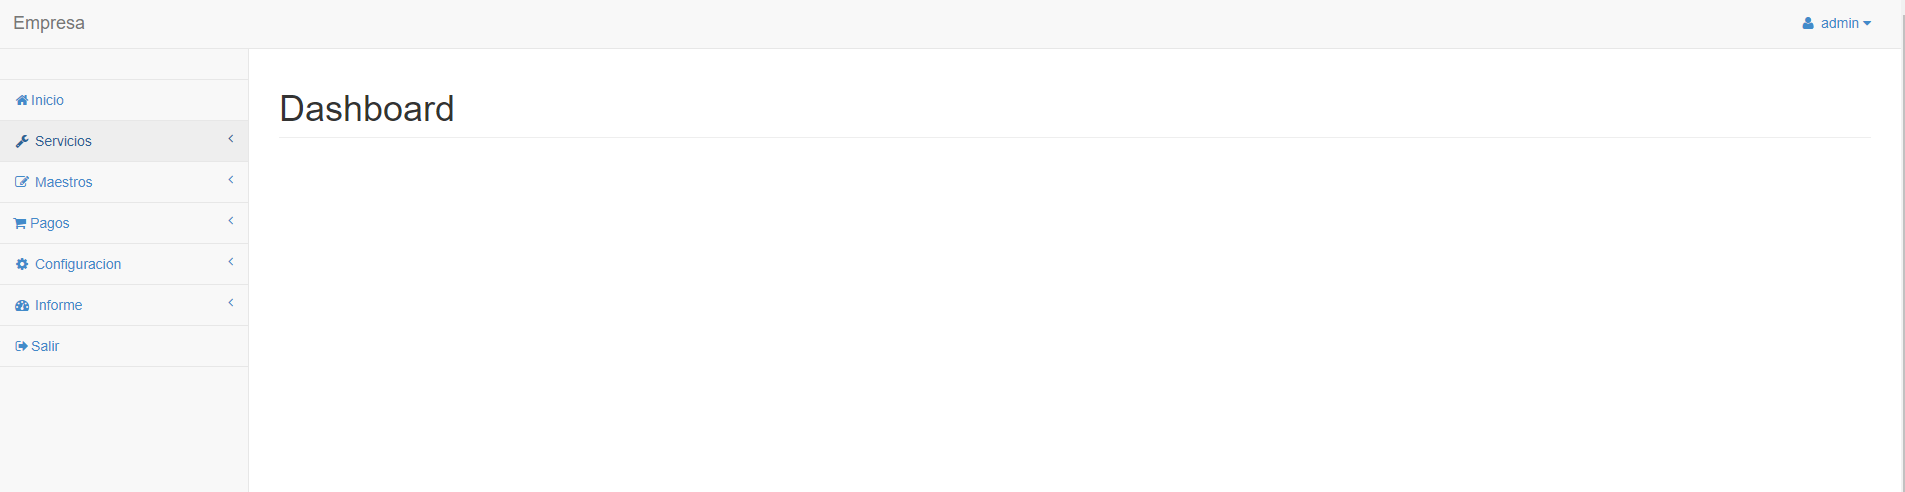 Empresa
admin
Inicio
Servicios
Maestros
Pagos
Configuracion
Informe
Salir
Dashboard